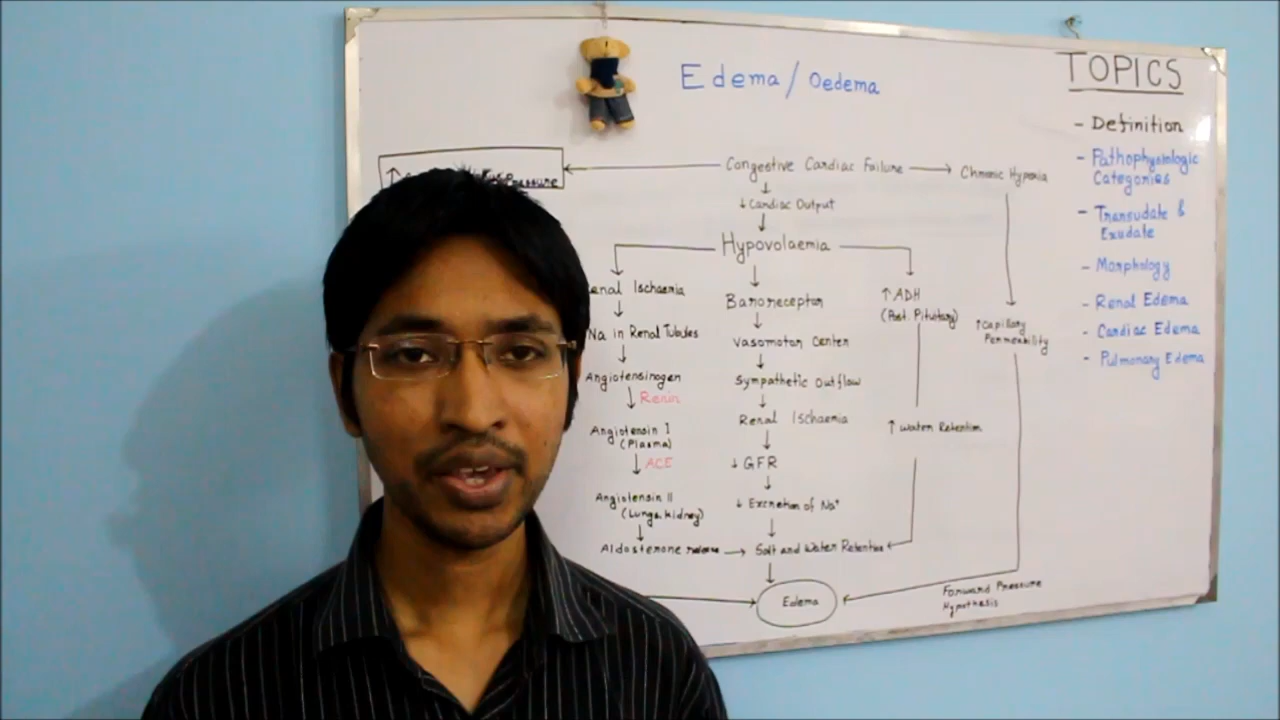 Edema / Oedema
TOPICS
- Definition
- Pathophysiologic
Categories
- Transudate &
Exudate
- Morphology
- Renal Edema
- Cardiac Edema
- Pulmonary Edema
↑ Pressure
Congestive Cardiac Failure
Chronic Hypoxia
↓ Cardiac Output
Hypovolaemia
enal Ischaemia
Na in Renal Tubules
Angiotensinogen
Renin
Angiotensin I
(Plasma)
ACE
Angiotensin II
(Lungs, kidney)
Aldosterone release
Baroreceptor
Vasomotor Center
Sympathetic Outflow
Renal Ischaemia
↓ GFR
↓ Excretion of Na⁺
Salt and Water Retention
↑ ADH
(Post Pituitary)
↑ Water Retention
↑ Capillary
Permeability
Edema
Forward Pressure
Hypothesis